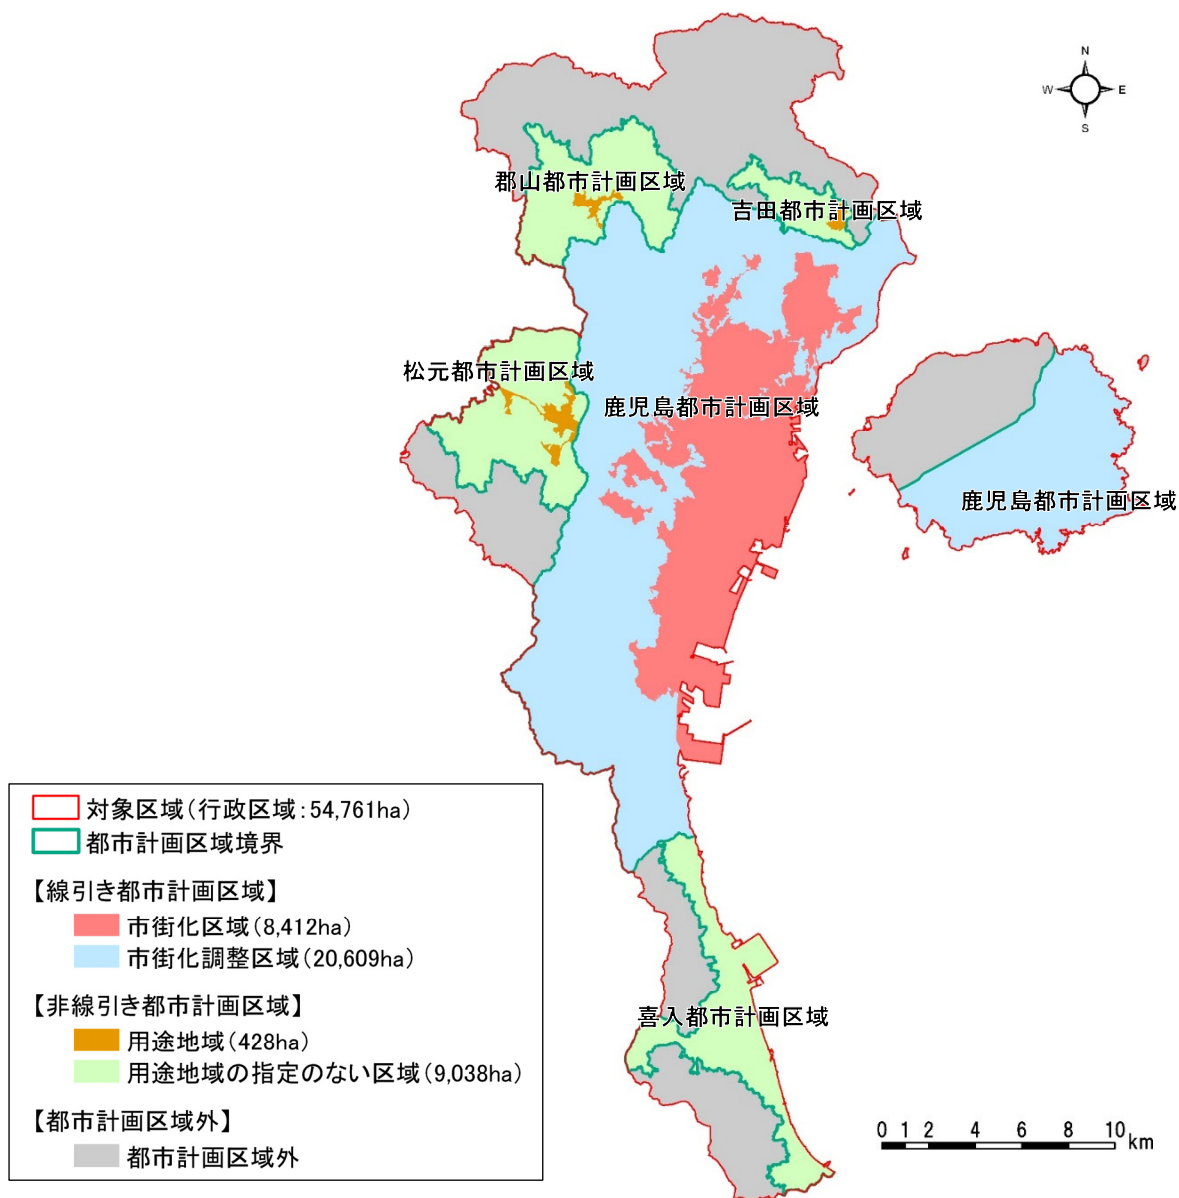 N
W E
S
郡山都市計画区域
吉田都市計画区域
松元都市計画区域
鹿児島都市計画区域
鹿児島都市計画区域
喜入都市計画区域
対象区域(行政区域:54,761ha)
都市計画区域境界
【線引き都市計画区域】
市街化区域(8,412ha)
市街化調整区域(20,609ha)
【非線引き都市計画区域】
用途地域(428ha)
用途地域の指定のない区域(9,038ha)
【都市計画区域外】
都市計画区域外
0 1 2 4 6 8 10
km